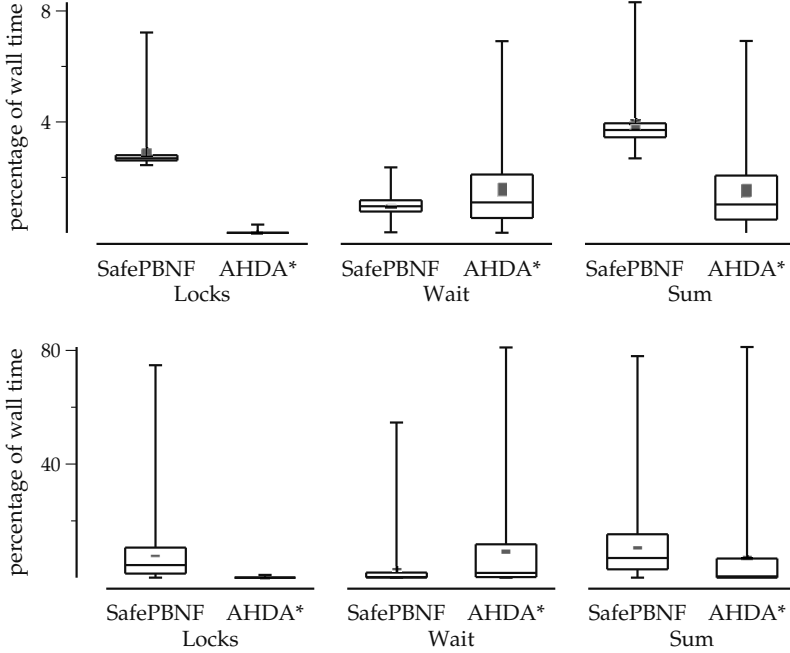 percentage of wall time
8
4
SafePBNF AHDA* SafePBNF AHDA* SafePBNF AHDA*
Locks Wait Sum
percentage of wall time
80
40
SafePBNF AHDA* SafePBNF AHDA* SafePBNF AHDA*
Locks Wait Sum